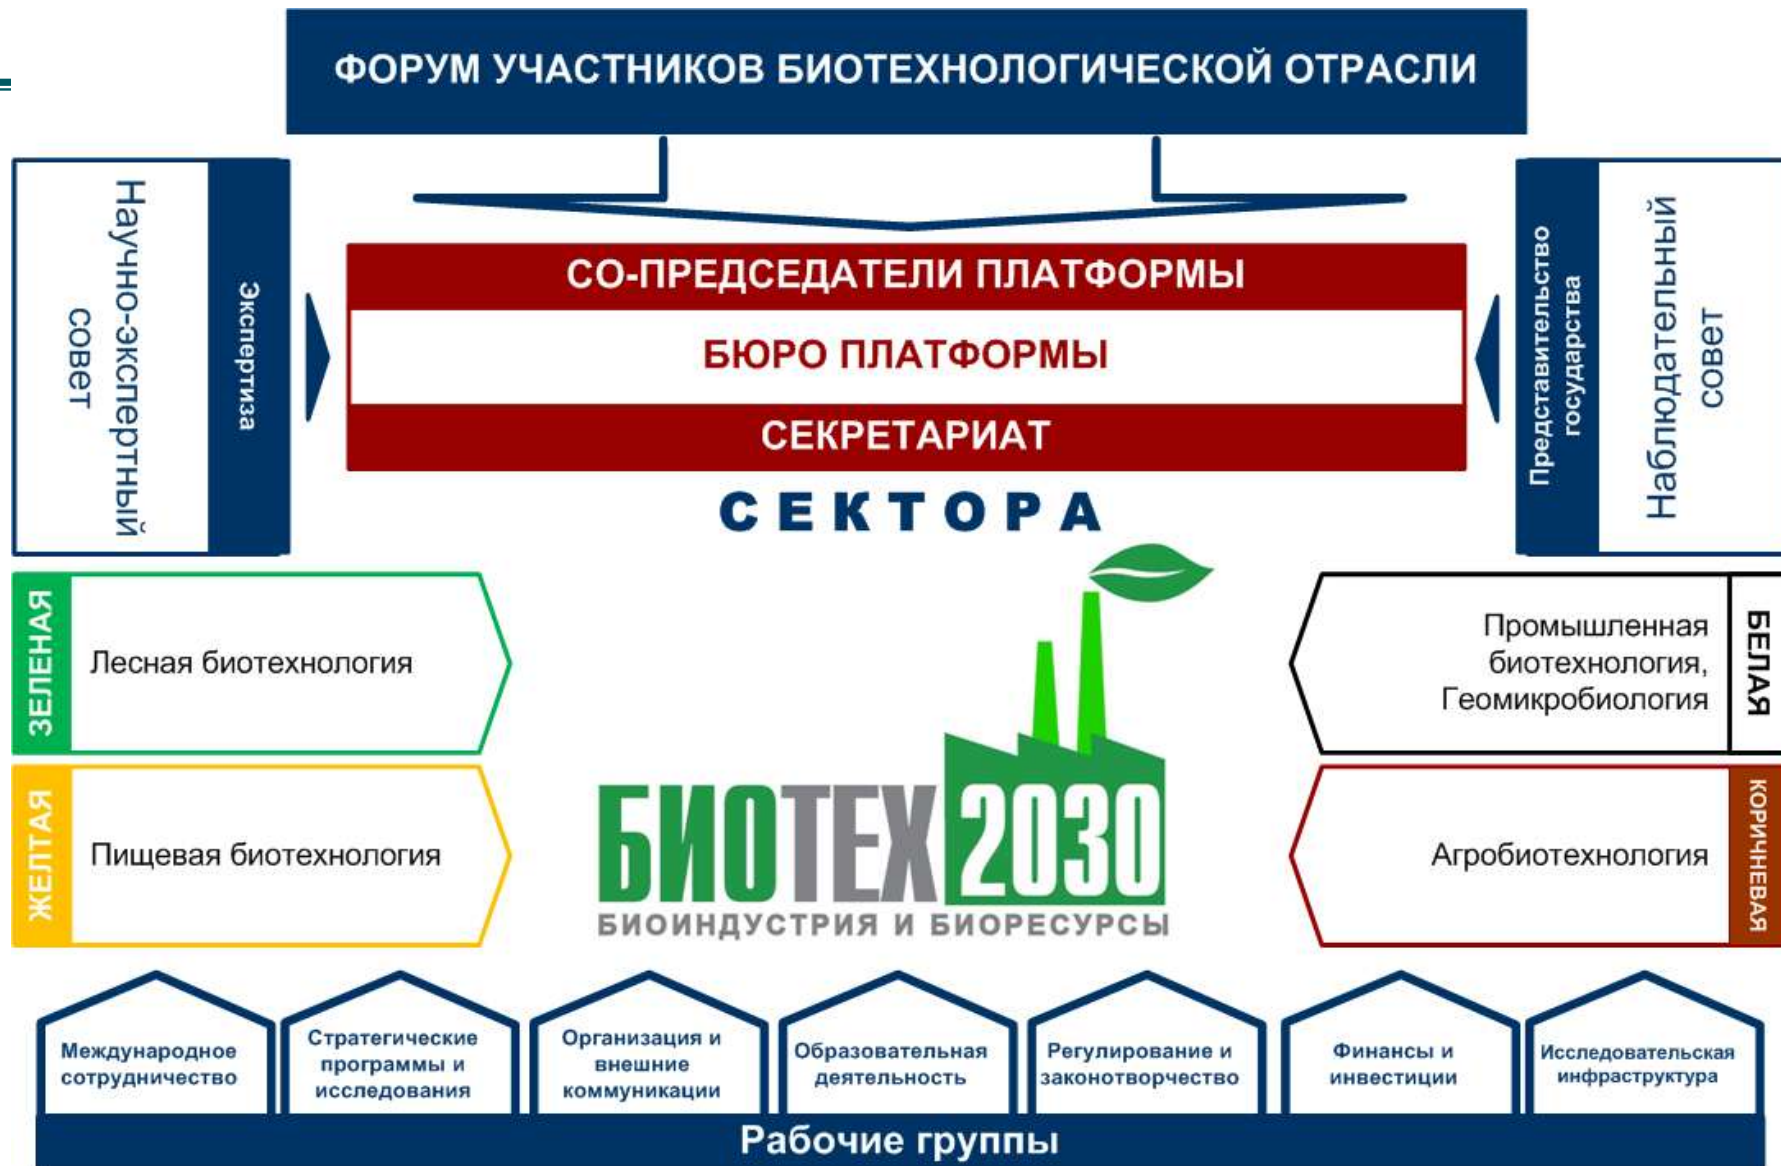 ФОРУМ УЧАСТНИКОВ БИОТЕХНОЛОГИЧЕСКОЙ ОТРАСЛИ
Научно-экспертный
совет
Экспертиза
СО-ПРЕДСЕДАТЕЛИ ПЛАТФОРМЫ
БЮРО ПЛАТФОРМЫ
СЕКРЕТАРИАТ
Представительство
государства
Наблюдательный
совет
СЕКТОРА
ЗЕЛЕНАЯ
Лесная биотехнология
Промышленная
биотехнология,
Геомикробиология
БЕЛАЯ
ЖЕЛТАЯ
Пищевая биотехнология
БИОТЕХ 2030
БИОИНДУСТРИЯ И БИОРЕСУРСЫ
Агробиотехнология
КОРИЧНЕВАЯ
Международное
сотрудничество
Стратегические
программы и
исследования
Организация и
внешние
коммуникации
Образовательная
деятельность
Регулирование и
законотворчество
Финансы и
инвестиции
Исследовательская
инфраструктура
Рабочие группы